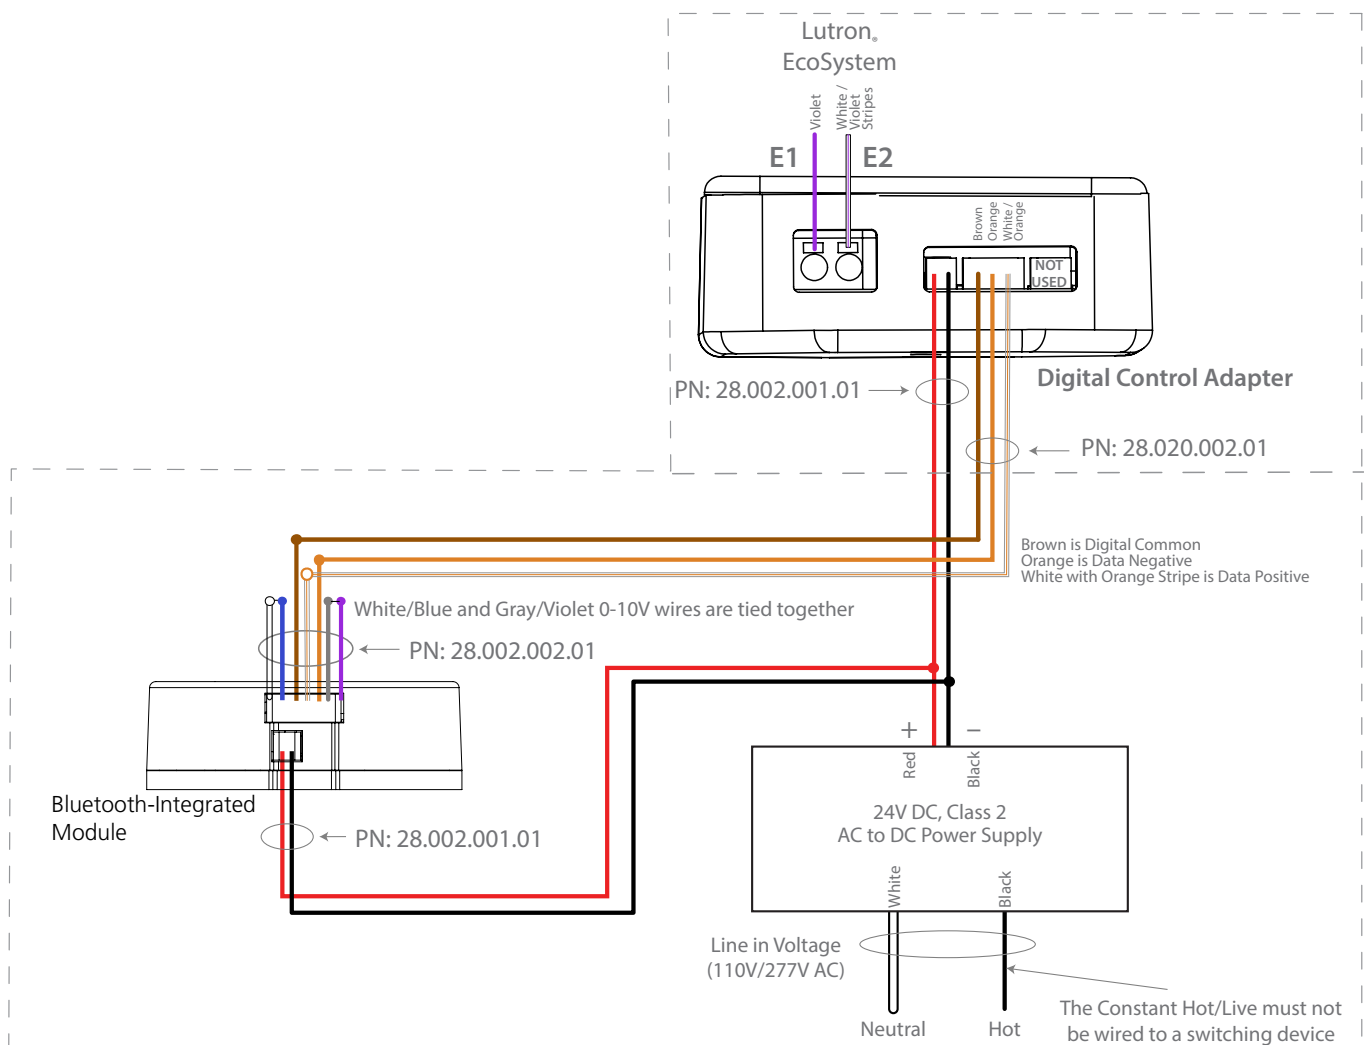 Lutron®
EcoSystem
Violet
White /
Violet
Stripes
E1
E2
Brown
Orange
White /
Orange
NOT
USED
Digital Control Adapter
PN: 28.002.001.01
PN: 28.020.002.01
Brown is Digital Common
Orange is Data Negative
White with Orange Stripe is Data Positive
White/Blue and Gray/Violet 0-10V wires are tied together
PN: 28.002.002.01
Bluetooth-Integrated
Module
PN: 28.002.001.01
+
−
Red
Black
24V DC, Class 2
AC to DC Power Supply
White
Black
Line in Voltage
(110V/277V AC)
Neutral
Hot
The Constant Hot/Live must not
be wired to a switching device